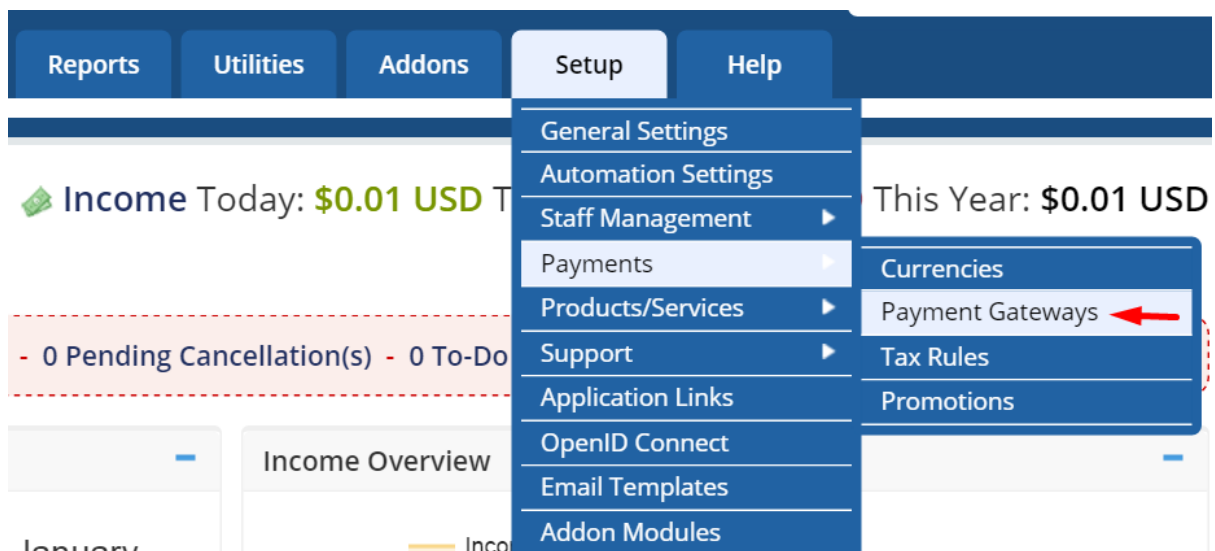 Reports Utilities Addons Setup Help
General Settings
Automation Settings
Income Today: $0.01 USD T This Year: $0.01 USD
Staff Management
Payments
Currencies
Products/Services
Payment Gateways
- 0 Pending Cancellation(s) - 0 To-Do
Support
Tax Rules
Application Links
Promotions
OpenID Connect
Income Overview
Email Templates
Addon Modules